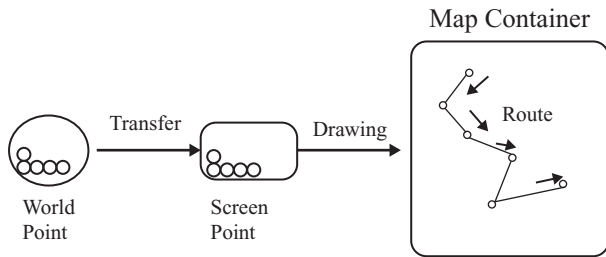 Map Container
Transfer
Drawing
Route
World
Point
Screen
Point